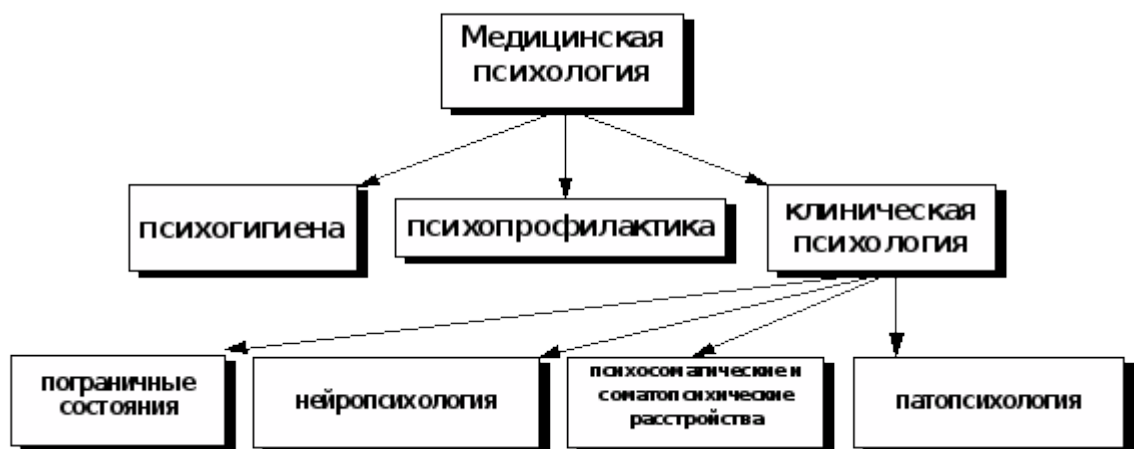 Медицинская
психология
психогигиена
психопрофилактика
клиническая
психология
пограничные
состояния
нейропсихология
психосоматические и
соматопсихические
расстройства
патопсихология